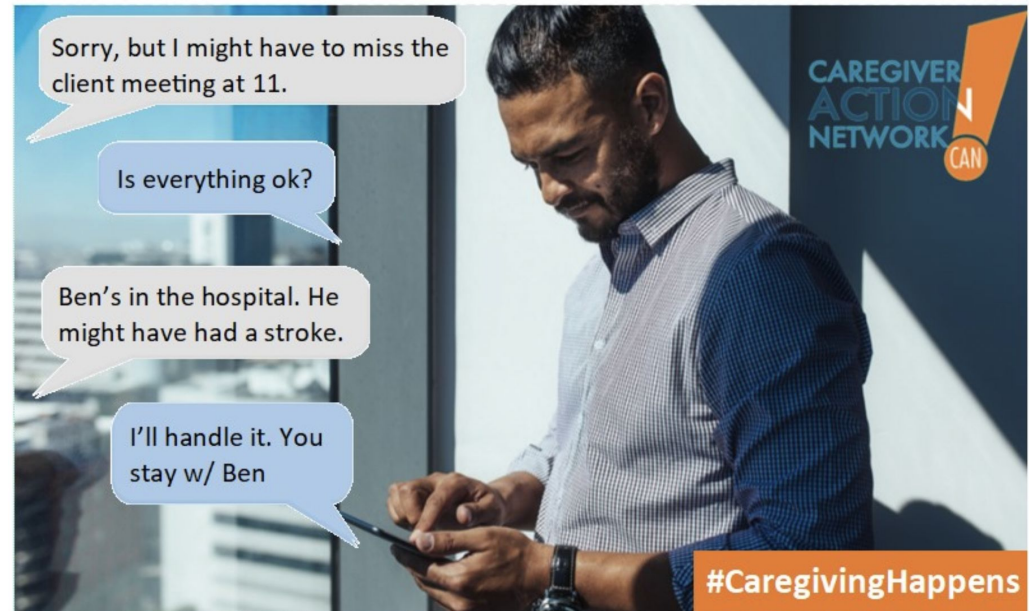 Sorry, but I might have to miss the
client meeting at 11.
Is everything ok?
Ben’s in the hospital. He
might have had a stroke.
I’ll handle it. You
stay w/ Ben
CAREGIVER
ACTION
NETWORK
CAN
#CaregivingHappens